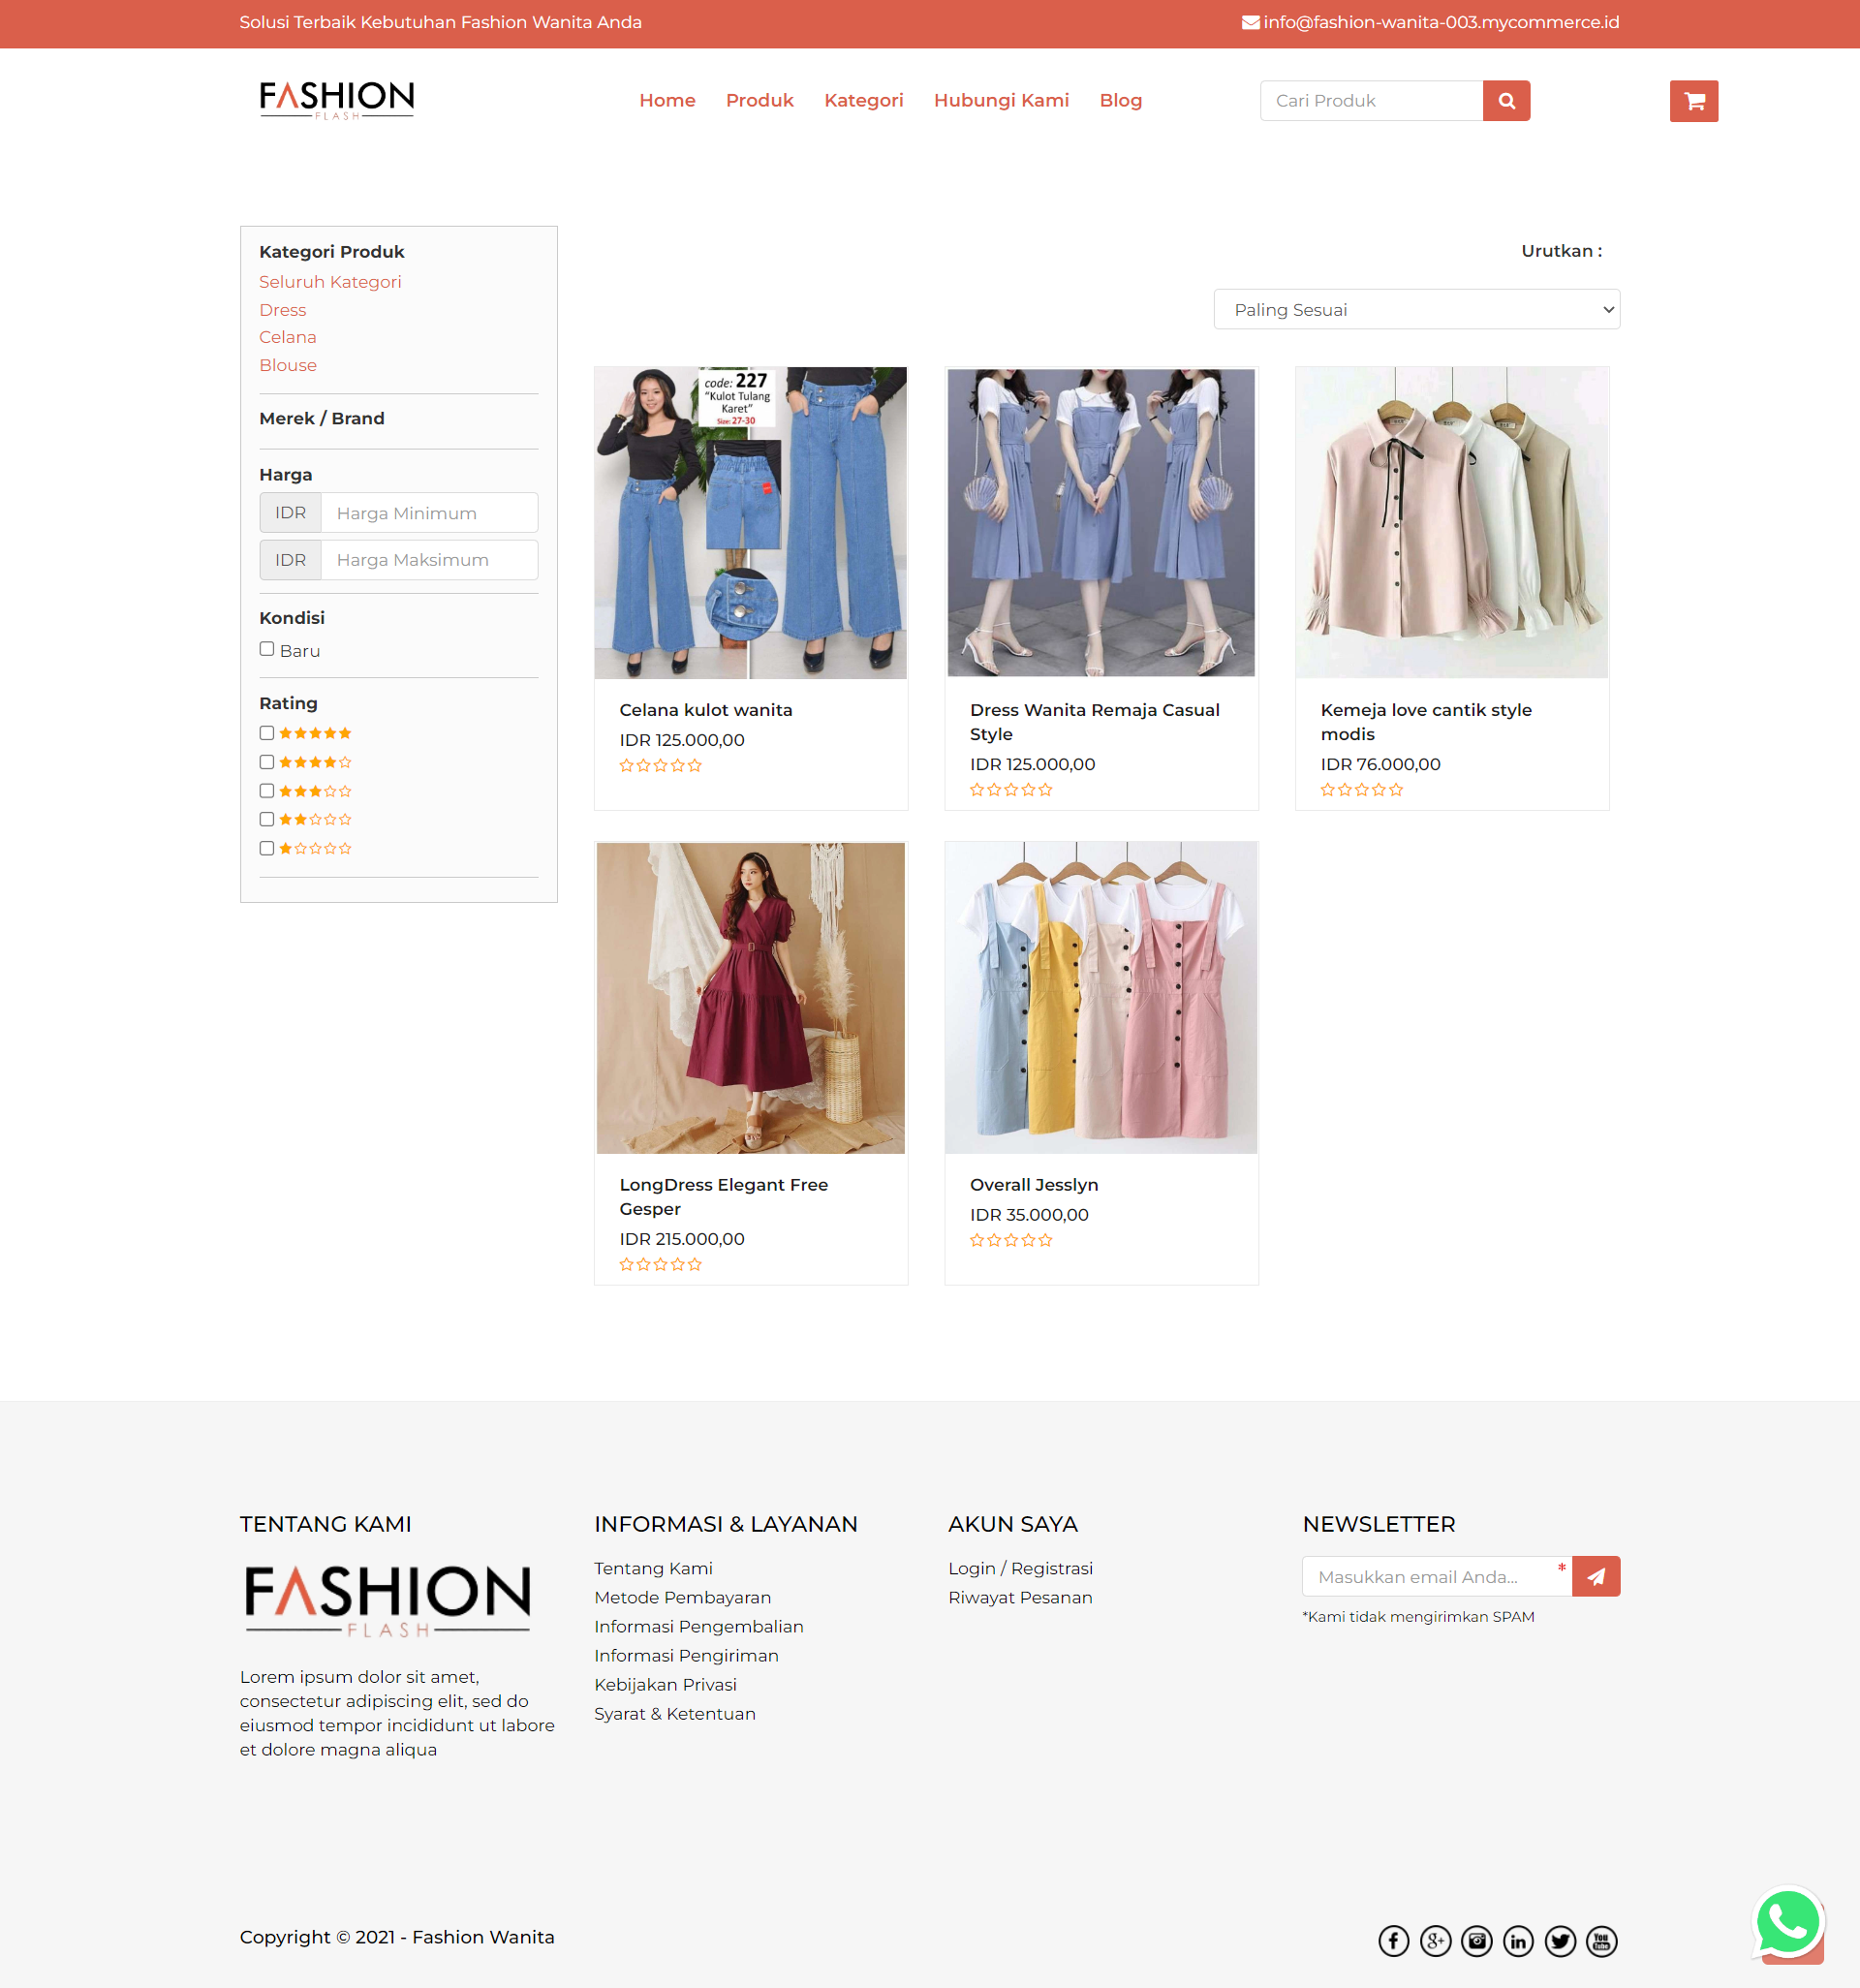 Solusi Terbaik Kebutuhan Fashion Wanita Anda
info@fashion-wanita-003.mycommerce.id
FASHION
FLASH
Home
Produk
Kategori
Hubungi Kami
Blog
Cari Produk
Kategori Produk
Seluruh Kategori
Dress
Celana
Blouse
Merek / Brand
Harga
IDR Harga Minimum
IDR Harga Maksimum
Kondisi
Baru
Rating
Urutkan :
Paling Sesuai
code: 227
"Kulot Tulang
Karet"
Size: 27-30
Celana kulot wanita
IDR 125.000,00
Dress Wanita Remaja Casual
Style
IDR 125.000,00
Kemeja love cantik style
modis
IDR 76.000,00
LongDress Elegant Free
Gesper
IDR 215.000,00
Overall Jesslyn
IDR 35.000,00
TENTANG KAMI
FASHION
FLASH
Lorem ipsum dolor sit amet,
consectetur adipiscing elit, sed do
eiusmod tempor incididunt ut labore
et dolore magna aliqua
INFORMASI & LAYANAN
Tentang Kami
Metode Pembayaran
Informasi Pengembalian
Informasi Pengiriman
Kebijakan Privasi
Syarat & Ketentuan
AKUN SAYA
Login / Registrasi
Riwayat Pesanan
NEWSLETTER
Masukkan email Anda... *
*Kami tidak mengirimkan SPAM
Copyright © 2021 - Fashion Wanita
f
g+
in
You
Tube